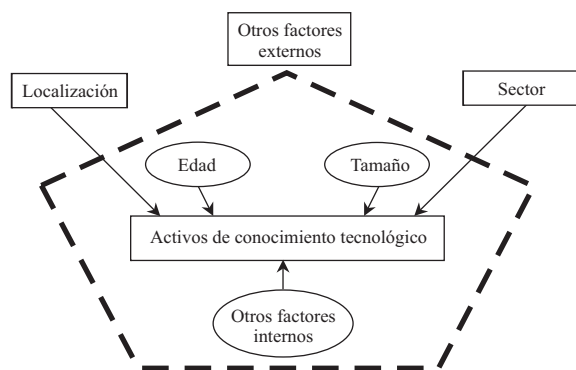 Otros factores
externos
Localización
Sector
Edad
Tamaño
Activos de conocimiento tecnológico
Otros factores
internos